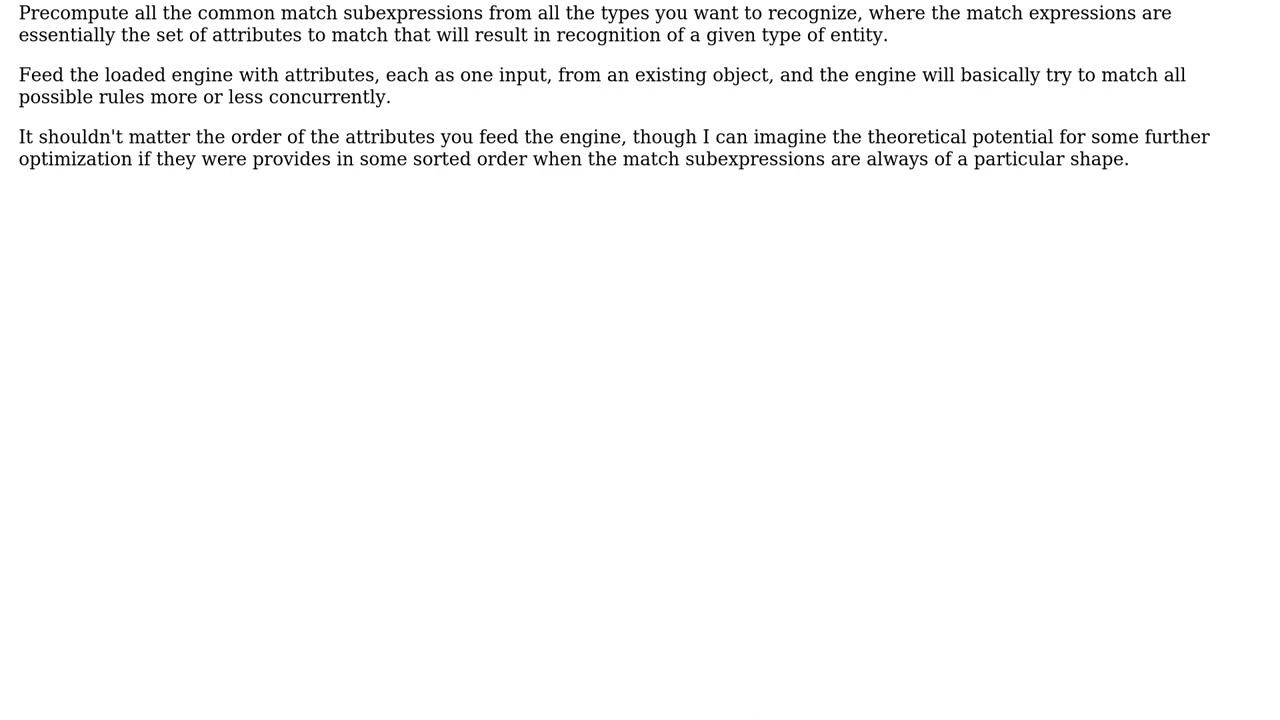 Precompute all the common match subexpressions from all the types you want to recognize, where the match expressions are
essentially the set of attributes to match that will result in recognition of a given type of entity.
Feed the loaded engine with attributes, each as one input, from an existing object, and the engine will basically try to match all
possible rules more or less concurrently.
It shouldn't matter the order of the attributes you feed the engine, though I can imagine the theoretical potential for some further
optimization if they were provides in some sorted order when the match subexpressions are always of a particular shape.